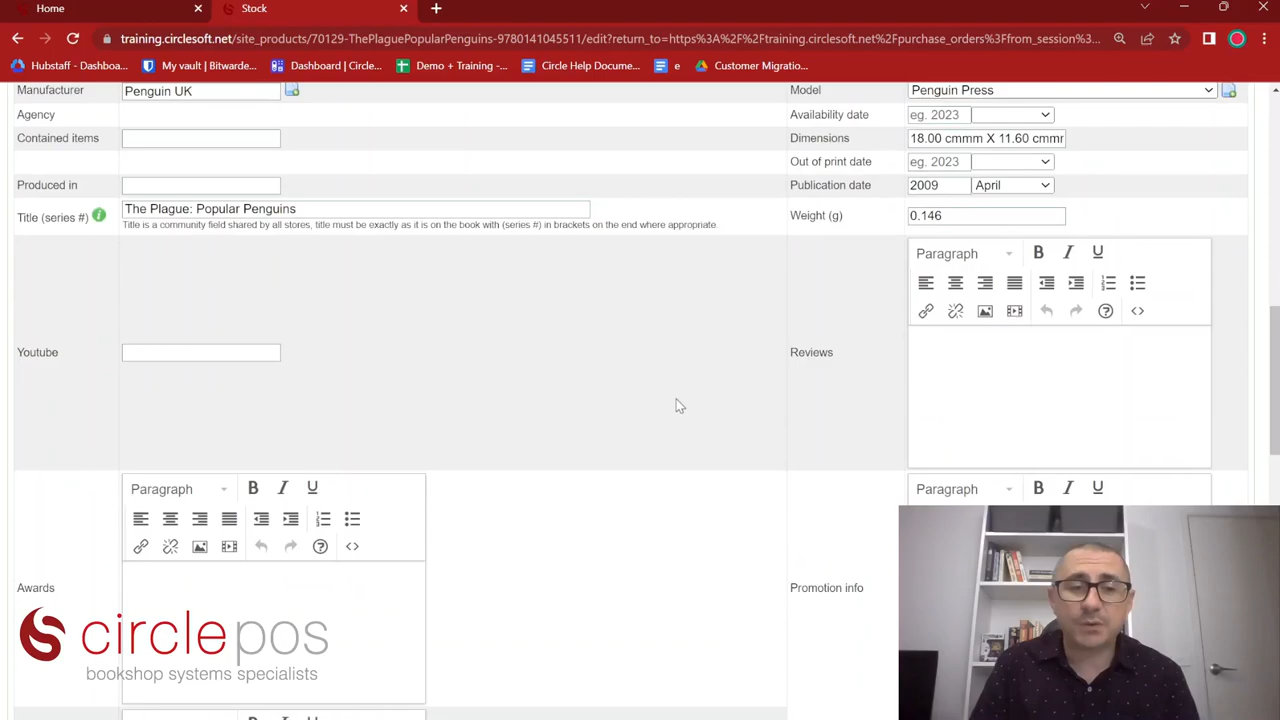 Home
Stock
training.circlesoft.net/site_products/70129-ThePlaguePopularPenguins-9780141045511/edit?return_to=https%3A%2F%2Ftraining.circlesoft.net%2Fpurchase_orders%3Ffrom_session%3...
Hubstaff - Dashboa...
My vault | Bitwarde...
Dashboard | Circle...
Demo + Training -...
Circle Help Docume...
e
Customer Migratio...
Manufacturer Penguin UK Model Penguin Press
Agency Availability date eg. 2023
Contained items Dimensions 18.00 cmmm X 11.60 cmmr
Out of print date eg. 2023
Produced in Publication date 2009 April
Title (series #) The Plague: Popular Penguins Weight (g) 0.146
Title is a community field shared by all stores, title must be exactly as it is on the book with (series #) in brackets on the end where appropriate.
Paragraph B I U
Youtube Reviews
Paragraph B I U Paragraph B I U
Awards Promotion info
circlepos
bookshop systems specialists